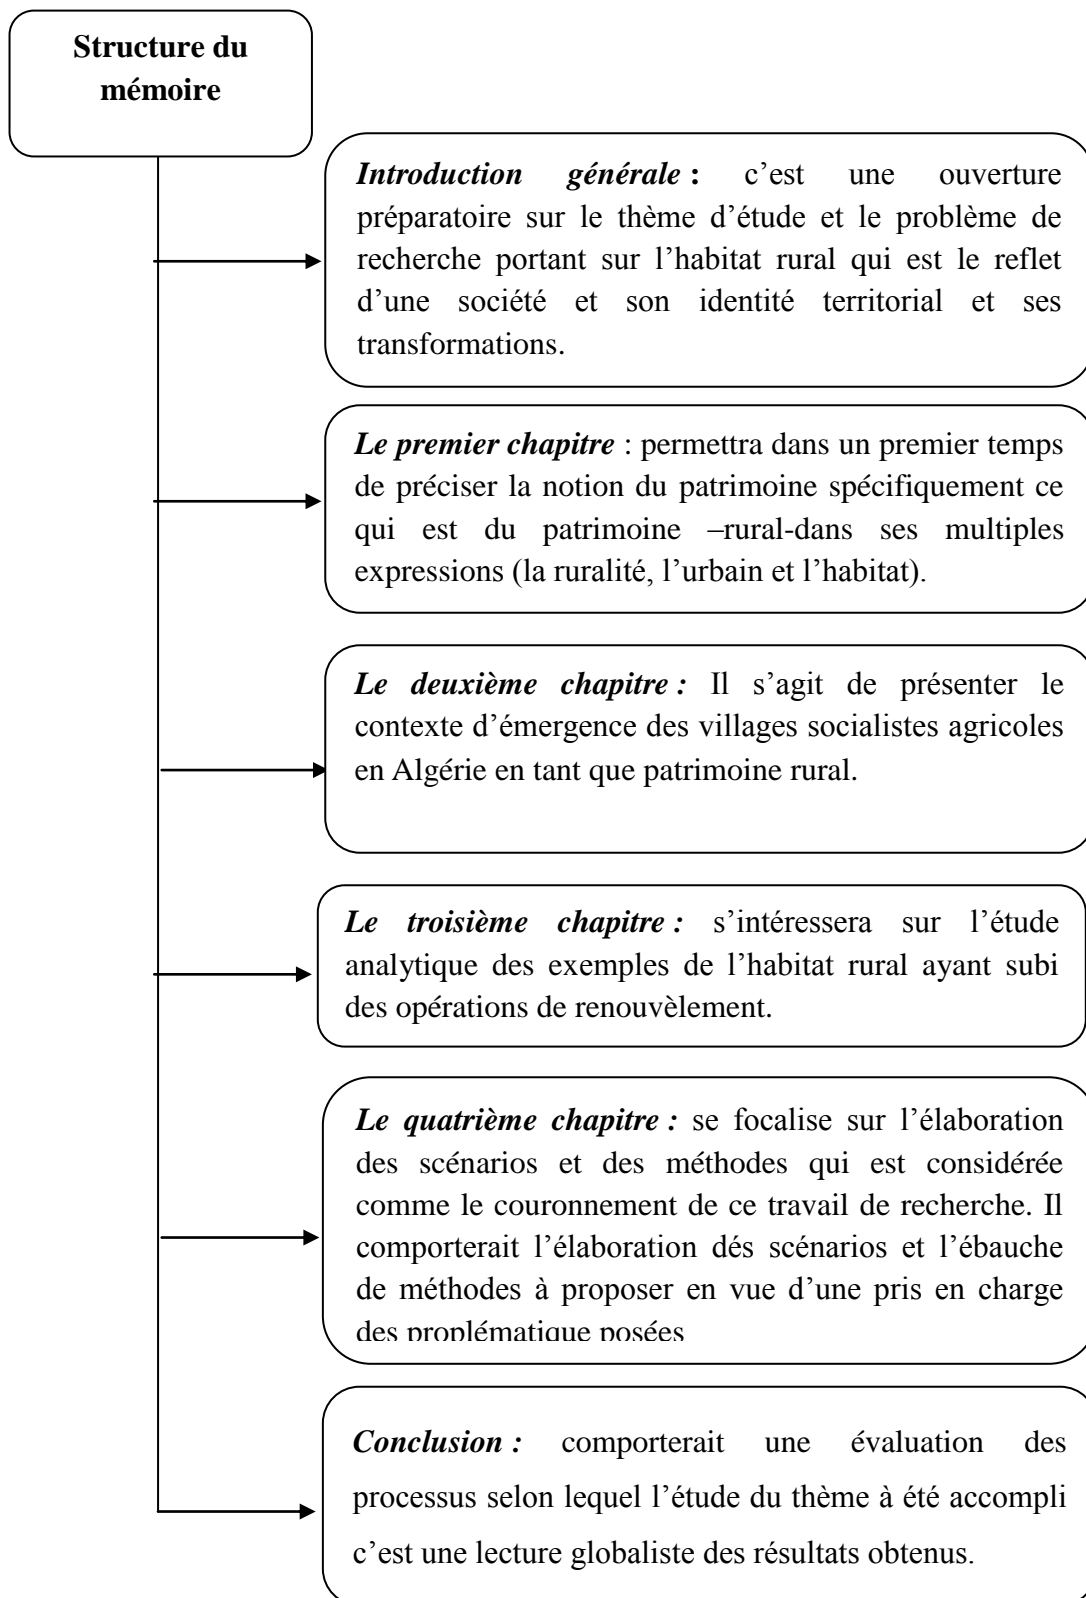 Structure du
mémoire
Introduction générale : c’est une ouverture
préparatoire sur le thème d’étude et le problème de
recherche portant sur l’habitat rural qui est le reflet
d’une société et son identité territorial et ses
transformations.
Le premier chapitre : permettra dans un premier temps
de préciser la notion du patrimoine spécifiquement ce
qui est du patrimoine –rural-dans ses multiples
expressions (la ruralité, l’urbain et l’habitat).
Le deuxième chapitre : Il s’agit de présenter le
contexte d’émergence des villages socialistes agricoles
en Algérie en tant que patrimoine rural.
Le troisième chapitre : s’intéressera sur l’étude
analytique des exemples de l’habitat rural ayant subi
des opérations de renouvèlement.
Le quatrième chapitre : se focalise sur l’élaboration
des scénarios et des méthodes qui est considérée
comme le couronnement de ce travail de recherche. Il
comporterait l’élaboration dés scénarios et l’ébauche
de méthodes à proposer en vue d’une pris en charge
des proplématique posées
Conclusion : comporterait une évaluation des
processus selon lequel l’étude du thème à été accompli
c’est une lecture globaliste des résultats obtenus.